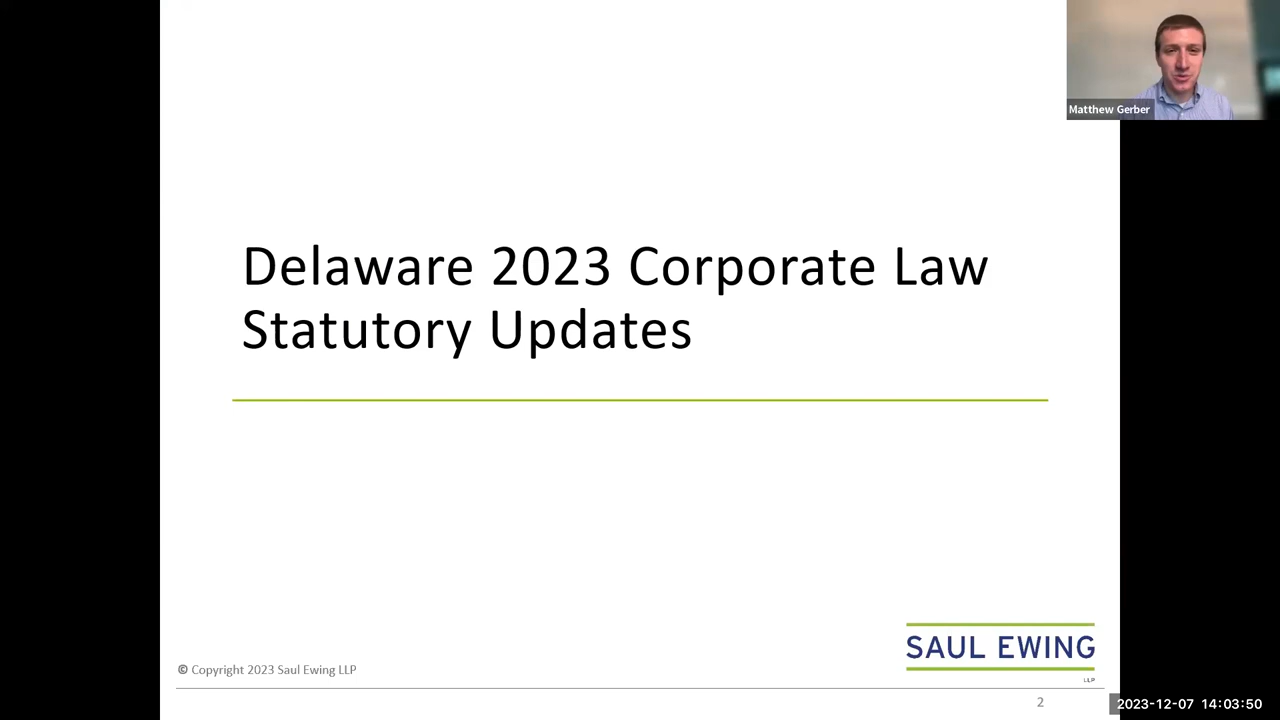 Matthew Gerber
Delaware 2023 Corporate Law
Statutory Updates
SAUL EWING
LLP
© Copyright 2023 Saul Ewing LLP
2
2023-12-07 14:03:50